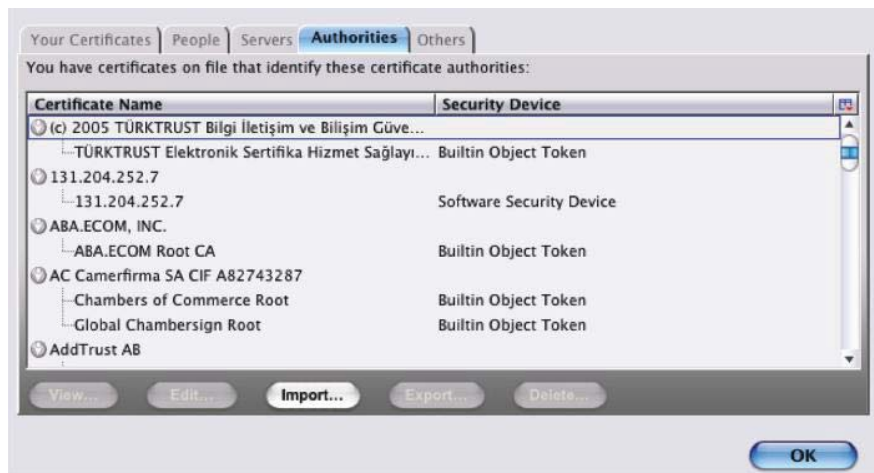 Your Certificates People Servers Authorities Others
You have certificates on file that identify these certificate authorities:
Certificate Name Security Device
(c) 2005 TÜRKTRUST Bilgi İletişim ve Bilişim Güve...
TÜRKTRUST Elektronik Sertifika Hizmet Sağlayı... Builtin Object Token
131.204.252.7
131.204.252.7 Software Security Device
ABA.ECOM, INC.
ABA.ECOM Root CA Builtin Object Token
AC Camerfirma SA CIF A82743287
Chambers of Commerce Root Builtin Object Token
Global Chambersign Root Builtin Object Token
AddTrust AB
View... Edit... Import... Export... Delete...
OK